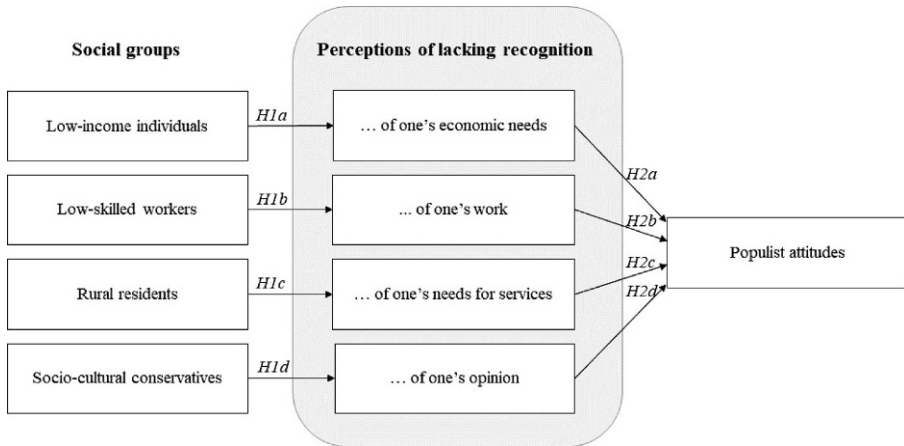 Social groups
Perceptions of lacking recognition
Low-income individuals
H1a
… of one's economic needs
H2a
Low-skilled workers
H1b
... of one's work
H2b
Populist attitudes
Rural residents
H1c
… of one's needs for services
H2c
H2d
Socio-cultural conservatives
H1d
… of one's opinion